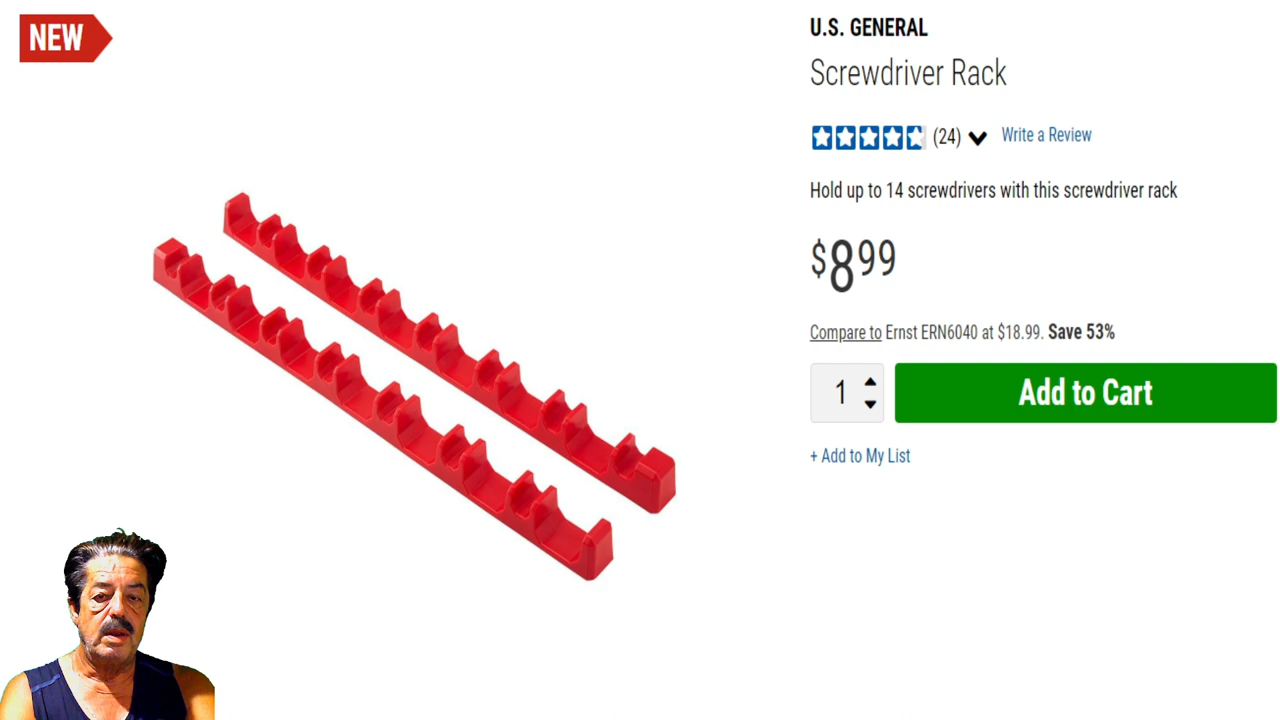 NEW
U.S. GENERAL
Screwdriver Rack
(24) Write a Review
Hold up to 14 screwdrivers with this screwdriver rack
$8.99
Compare to Ernst ERN6040 at $18.99. Save 53%
1 Add to Cart
+ Add to My List